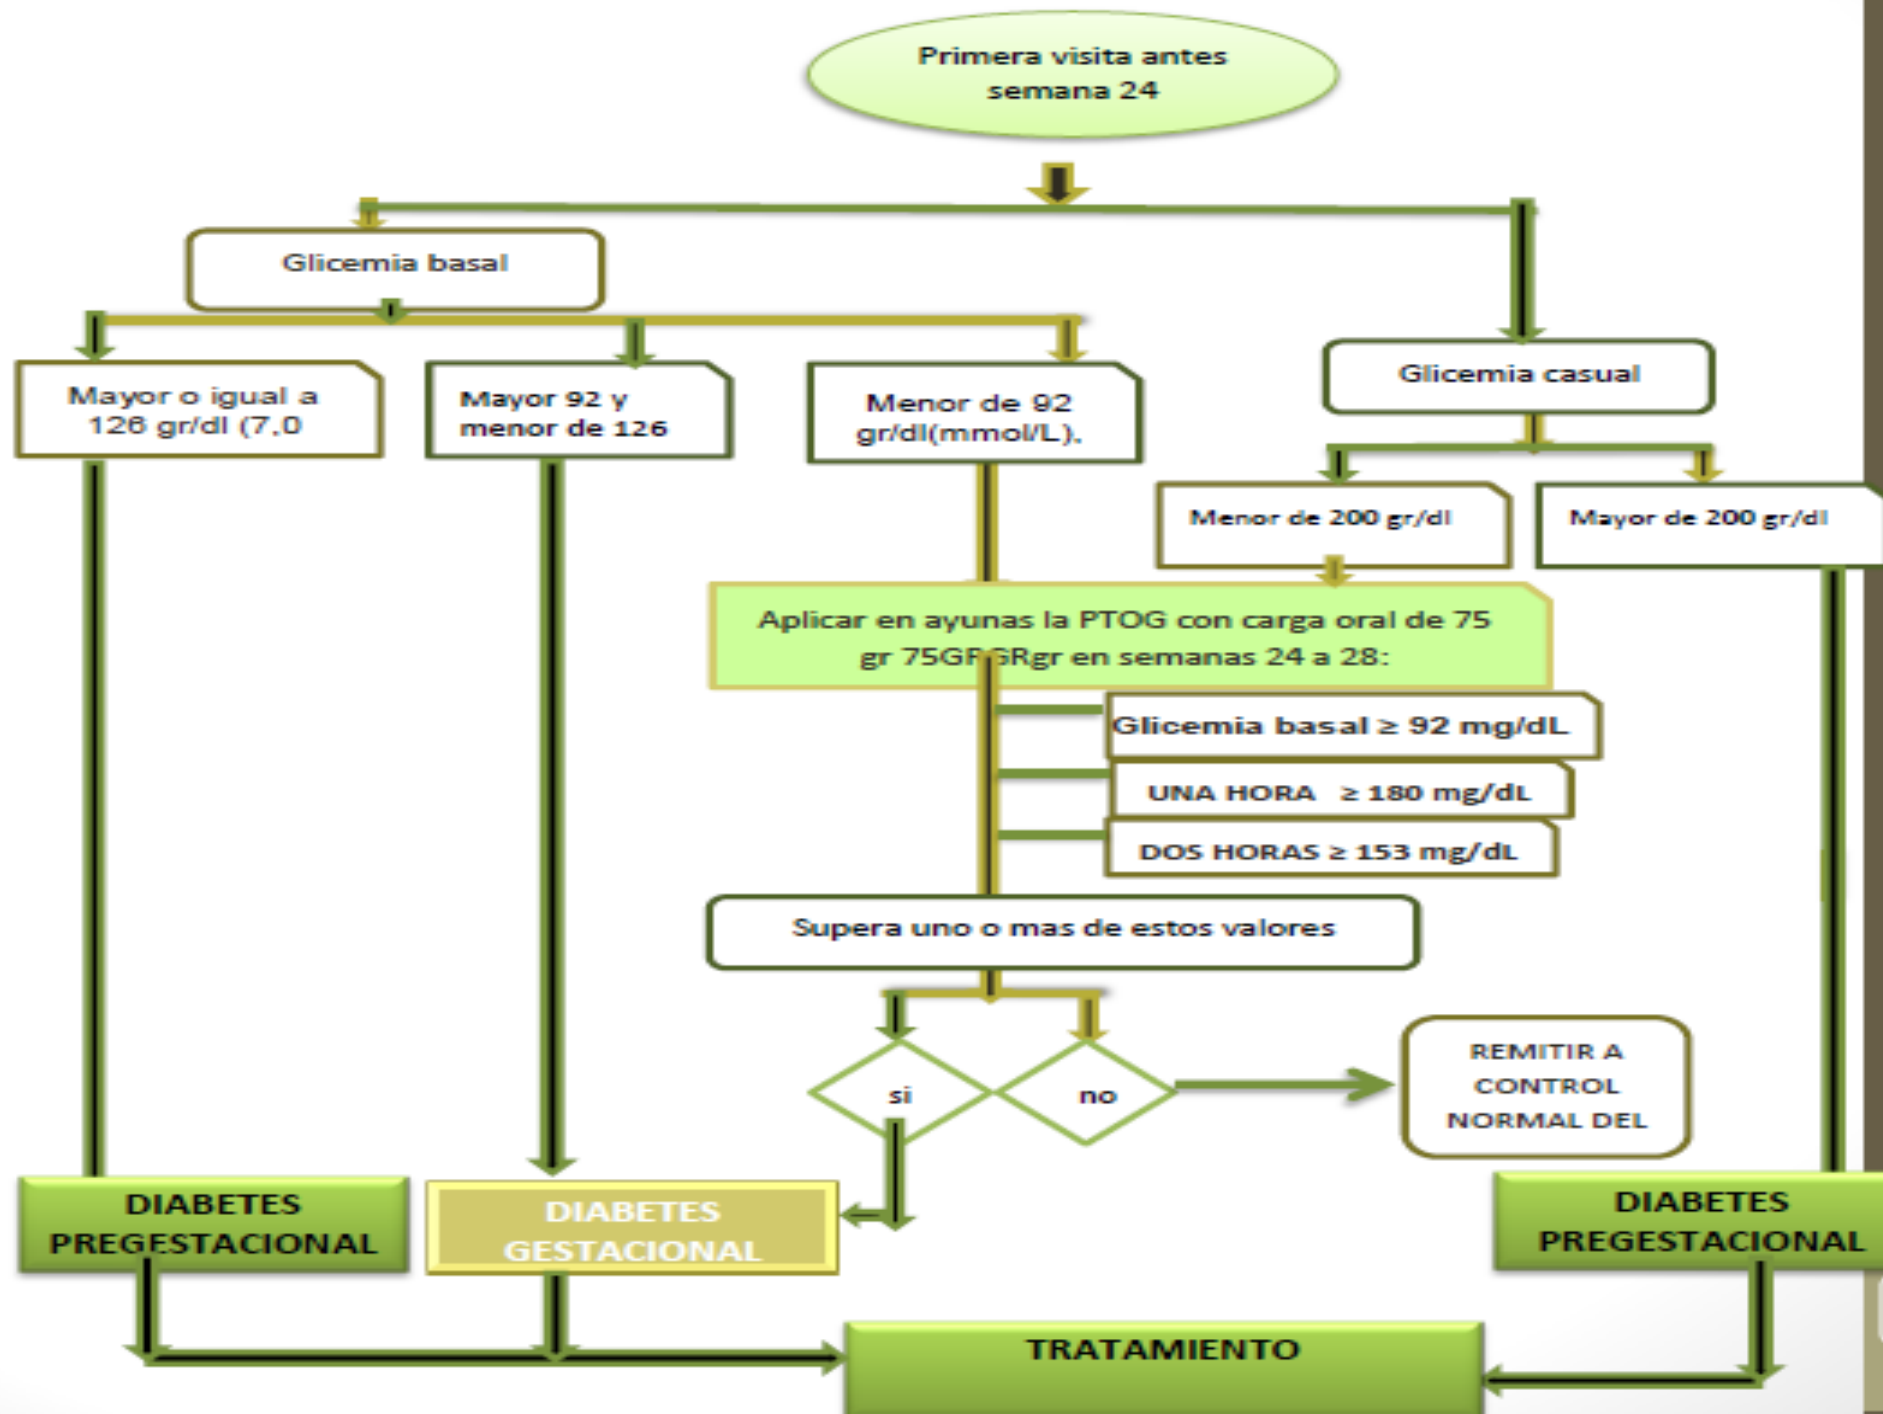 Primera visita antes
semana 24
Glicemia basal
Mayor o igual a
126 gr/dl (7,0
Mayor 92 y
menor de 126
Menor de 92
gr/dl(mmol/L),
Glicemia casual
Menor de 200 gr/dl
Mayor de 200 gr/dl
Aplicar en ayunas la PTOG con carga oral de 75
gr 75GRGRgr en semanas 24 a 28:
Glicemia basal ≥ 92 mg/dL
UNA HORA ≥ 180 mg/dL
DOS HORAS ≥ 153 mg/dL
Supera uno o mas de estos valores
si
no
REMITIR A
CONTROL
NORMAL DEL
DIABETES
PREGESTACIONAL
DIABETES
GESTACIONAL
DIABETES
PREGESTACIONAL
TRATAMIENTO